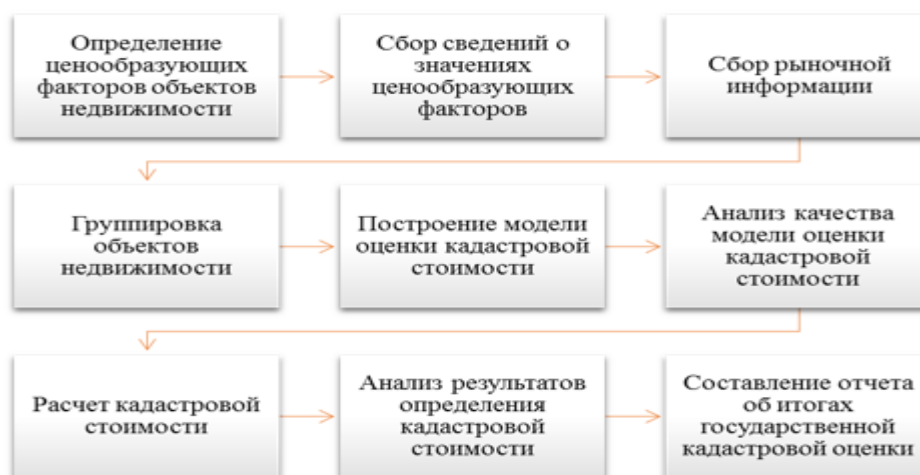 Определение
ценообразующих
факторов объектов
недвижимости
Сбор сведений о
значениях
ценообразующих
факторов
Сбор рыночной
информации
Группировка
объектов
недвижимости
Построение модели
оценки кадастровой
стоимости
Анализ качества
модели оценки
кадастровой
стоимости
Расчет кадастровой
стоимости
Анализ результатов
определения
кадастровой
стоимости
Составление отчета
об итогах
государственной
кадастровой оценки